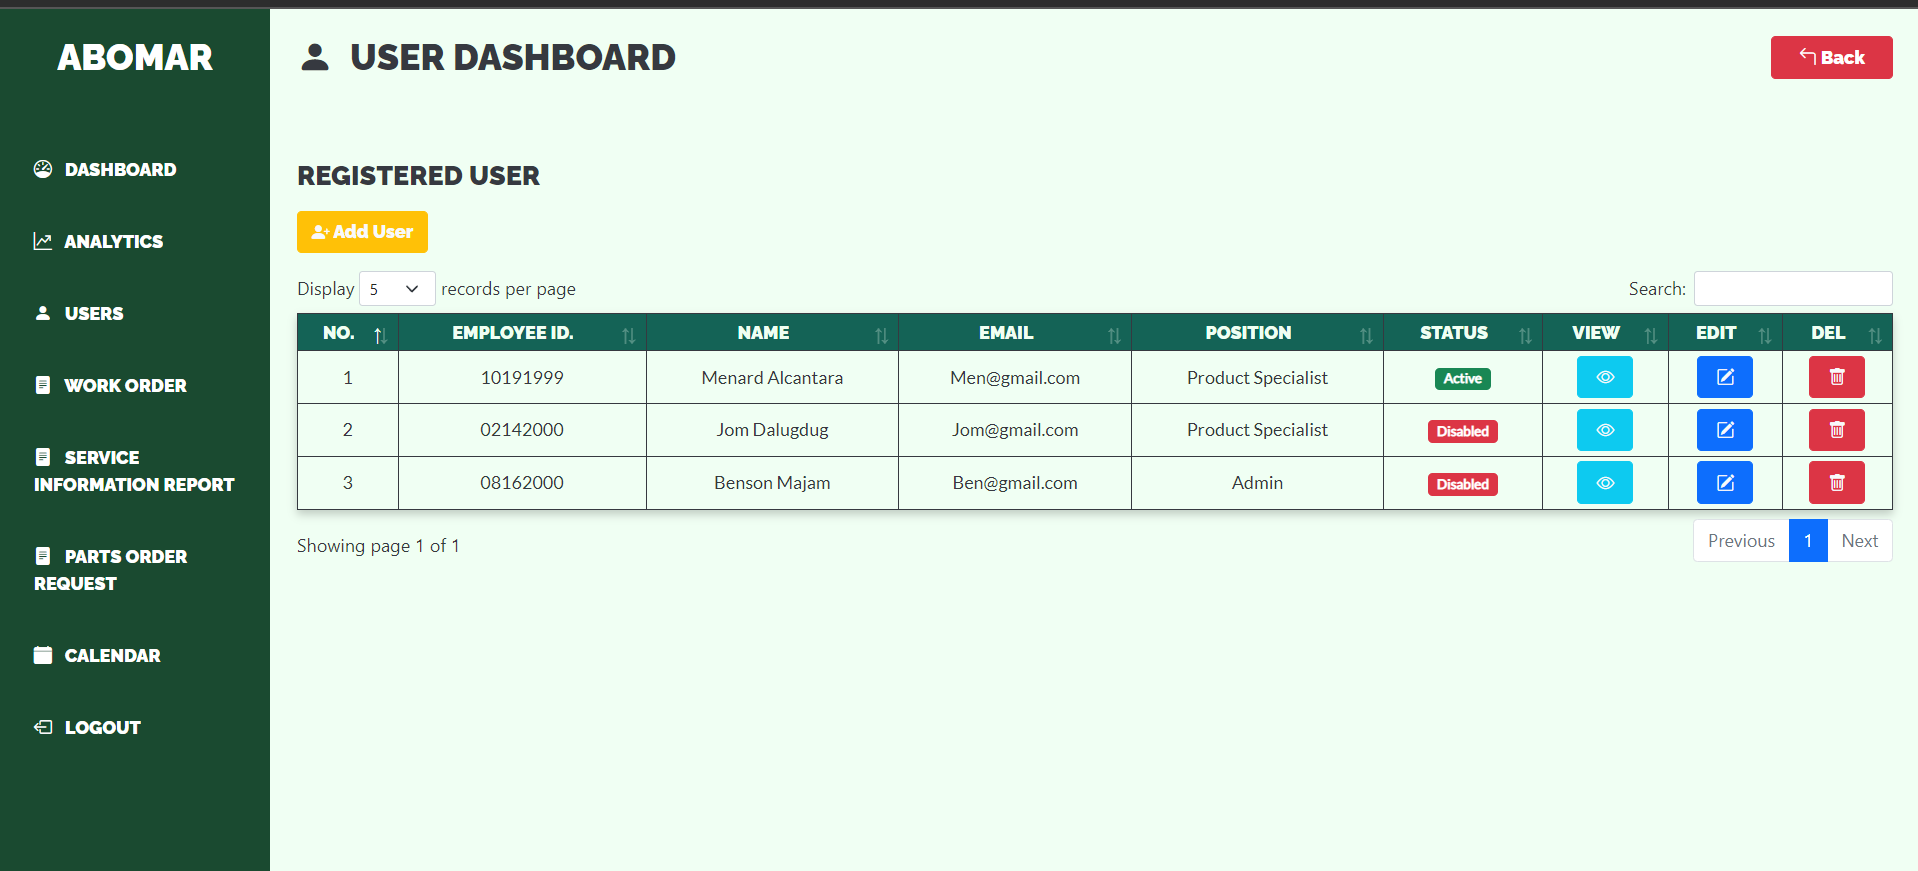 ABOMAR
DASHBOARD
ANALYTICS
USERS
WORK ORDER
SERVICE
INFORMATION REPORT
PARTS ORDER
REQUEST
CALENDAR
LOGOUT
USER DASHBOARD
Back
REGISTERED USER
Add User
Display 5 records per page
Search:
NO. EMPLOYEE ID. NAME EMAIL POSITION STATUS VIEW EDIT DEL
1 10191999 Menard Alcantara Men@gmail.com Product Specialist Active
2 02142000 Jom Dalugdug Jom@gmail.com Product Specialist Disabled
3 08162000 Benson Majam Ben@gmail.com Admin Disabled
Showing page 1 of 1
Previous 1 Next